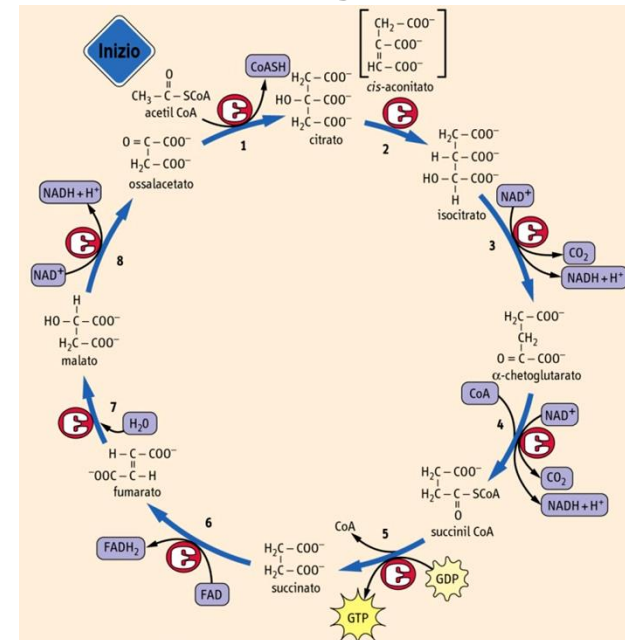 Inizio
O
CH₃ – C – SCoA
acetil CoA
CoASH
O = C – COO⁻
H₂C – COO⁻
ossalacetato
1
H₂C – COO⁻
HO – C – COO⁻
H₂C – COO⁻
citrato
CH₂ – COO⁻
C – COO⁻
HC – COO⁻
cis-aconitato
2
H₂C – COO⁻
H – C – COO⁻
HO – C – COO⁻
H
isocitrato
NAD⁺
3
CO₂
NADH + H⁺
H₂C – COO⁻
CH₂
O = C – COO⁻
α-chetoglutarato
CoA
NAD⁺
4
CO₂
NADH + H⁺
H₂C – COO⁻
H₂C – C – SCoA
O
succinil CoA
CoA
5
GDP
GTP
H₂C – COO⁻
H₂C – COO⁻
succinato
6
FADH₂
FAD
H – C – COO⁻
⁻OOC – C – H
fumarato
7
H₂O
H
HO – C – COO⁻
H₂C – COO⁻
malato
8
NAD⁺
NADH + H⁺
ε
ε
ε
ε
ε
ε
ε
ε